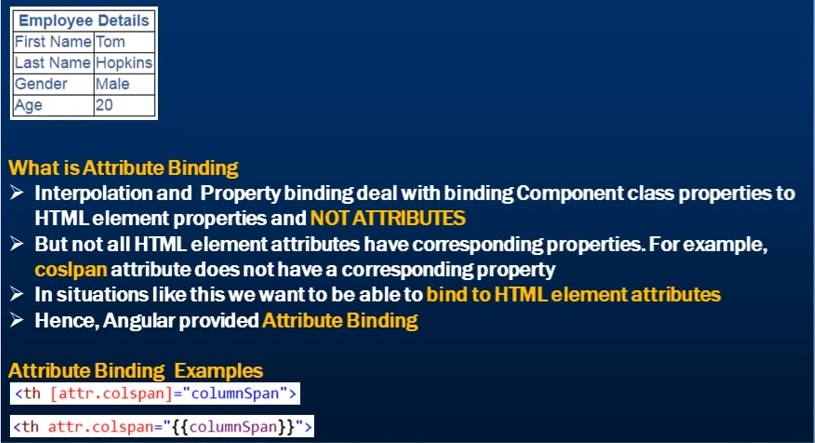 Employee Details
First Name Tom
Last Name Hopkins
Gender Male
Age 20
What is Attribute Binding
➢ Interpolation and Property binding deal with binding Component class properties to
HTML element properties and NOT ATTRIBUTES
➢ But not all HTML element attributes have corresponding properties. For example,
coslpan attribute does not have a corresponding property
➢ In situations like this we want to be able to bind to HTML element attributes
➢ Hence, Angular provided Attribute Binding
Attribute Binding Examples
<th [attr.colspan]="columnSpan">
<th attr.colspan="{{columnSpan}}">